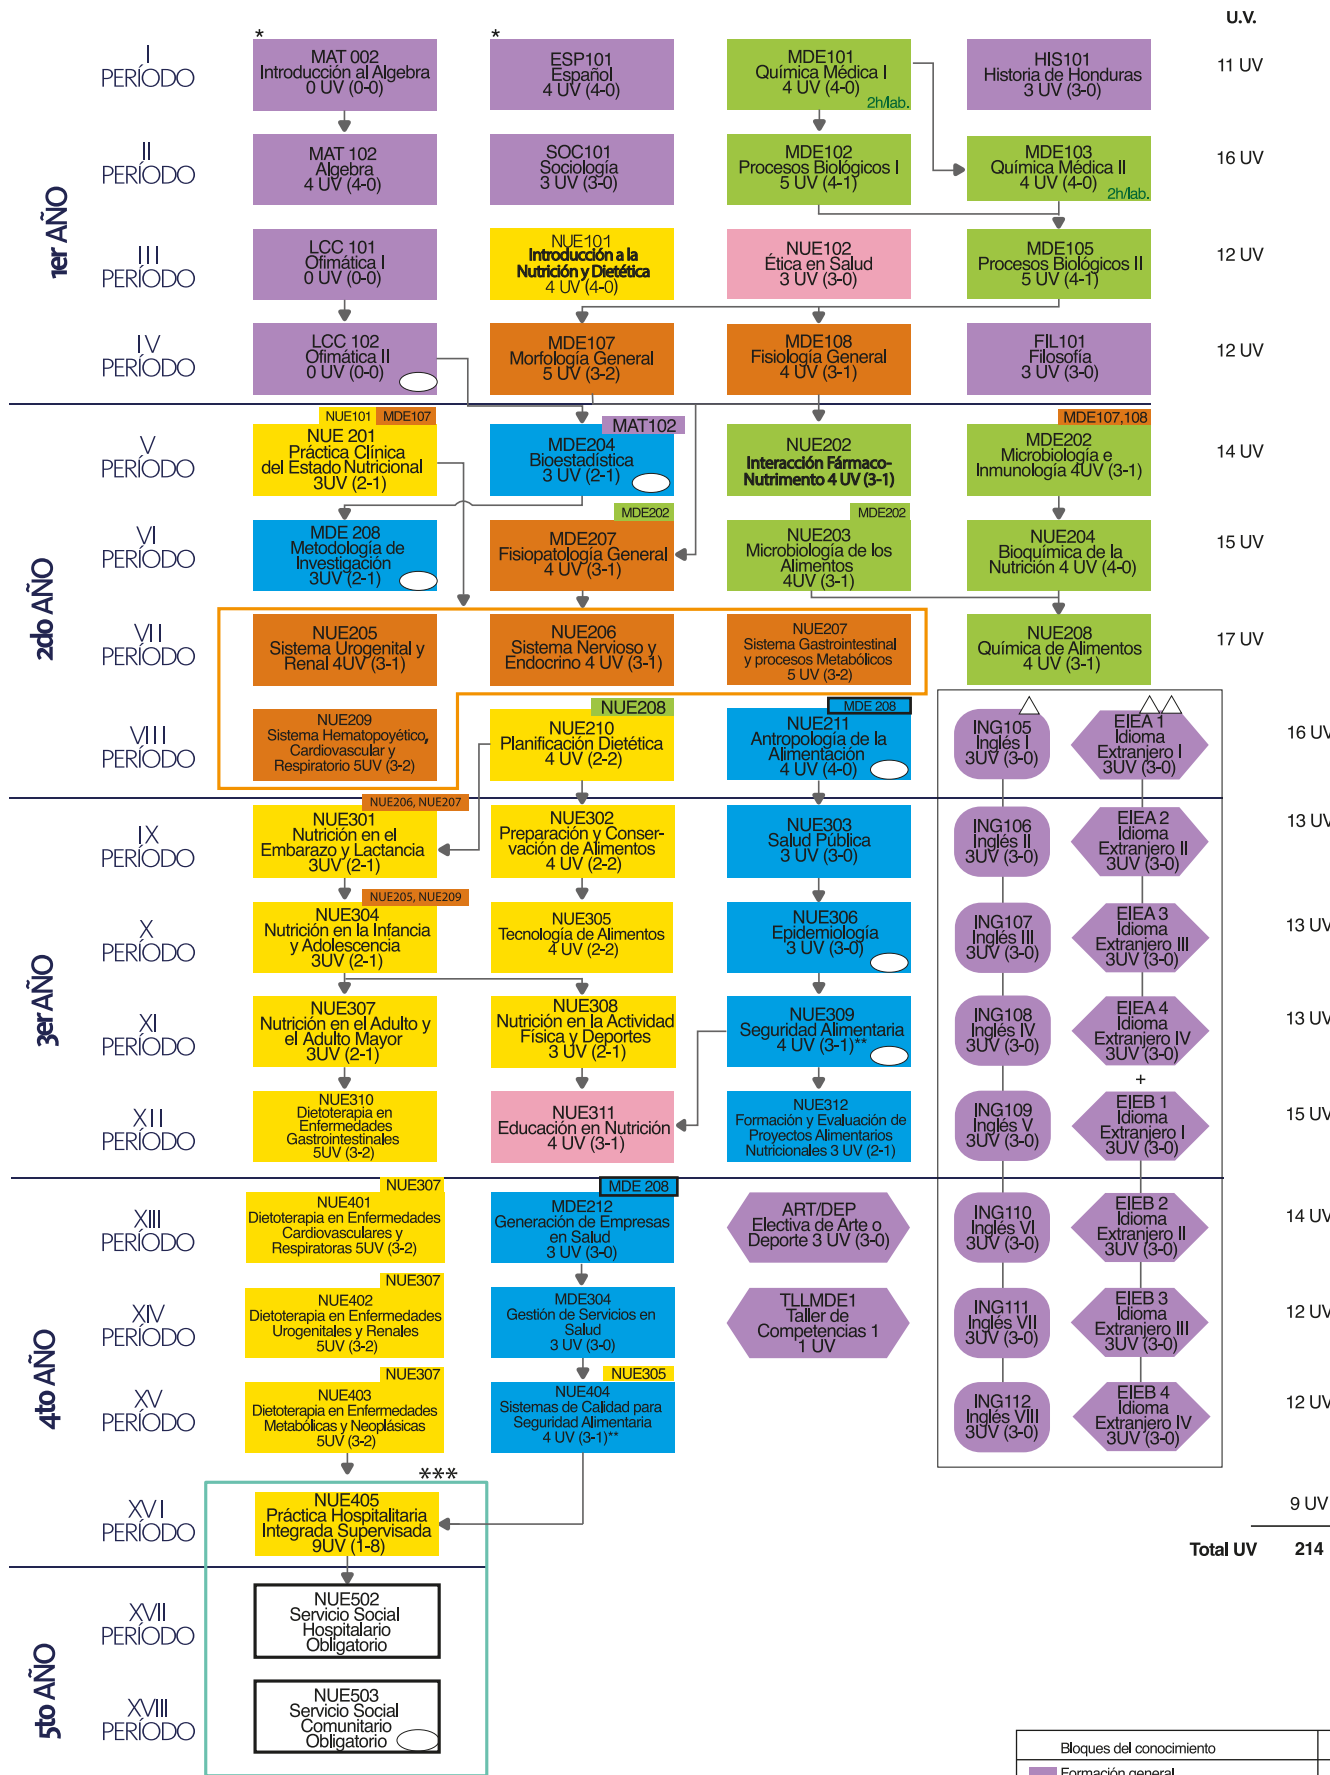 U.V.
1er AÑO
I
PERÍODO
*
MAT 002
Introducción al Algebra
0 UV (0-0)
*
ESP101
Español
4 UV (4-0)
MDE101
Química Médica I
4 UV (4-0)
2h/lab.
HIS101
Historia de Honduras
3 UV (3-0)
11 UV
II
PERÍODO
MAT 102
Algebra
4 UV (4-0)
SOC101
Sociología
3 UV (3-0)
MDE102
Procesos Biológicos I
5 UV (4-1)
MDE103
Química Médica II
4 UV (4-0)
2h/lab.
16 UV
III
PERÍODO
LCC 101
Ofimática I
0 UV (0-0)
NUE101
Introducción a la
Nutrición y Dietética
4 UV (4-0)
NUE102
Ética en Salud
3 UV (3-0)
MDE105
Procesos Biológicos II
5 UV (4-1)
12 UV
IV
PERÍODO
LCC 102
Ofimática II
0 UV (0-0)
MDE107
Morfología General
5 UV (3-2)
MDE108
Fisiología General
4 UV (3-1)
FIL101
Filosofía
3 UV (3-0)
12 UV
2do AÑO
V
PERÍODO
NUE101
MDE107
NUE 201
Práctica Clínica
del Estado Nutricional
3UV (2-1)
MAT102
MDE204
Bioestadística
3 UV (2-1)
NUE202
Interacción Fármaco-
Nutrimento 4 UV (3-1)
MDE107,108
MDE202
Microbiología e
Inmunología 4UV (3-1)
14 UV
VI
PERÍODO
MDE 208
Metodología de
Investigación
3UV (2-1)
MDE202
MDE207
Fisiopatología General
4 UV (3-1)
MDE202
NUE203
Microbiología de los
Alimentos
4UV (3-1)
NUE204
Bioquímica de la
Nutrición 4 UV (4-0)
15 UV
VII
PERÍODO
NUE205
Sistema Urogenital y
Renal 4UV (3-1)
NUE206
Sistema Nervioso y
Endocrino 4 UV (3-1)
NUE207
Sistema Gastrointestinal
y procesos Metabólicos
5 UV (3-2)
NUE208
Química de Alimentos
4 UV (3-1)
17 UV
VIII
PERÍODO
NUE209
Sistema Hematopoyético,
Cardiovascular y
Respiratorio 5UV (3-2)
NUE208
NUE210
Planificación Dietética
4 UV (2-2)
MDE 208
NUE211
Antropología de la
Alimentación
4 UV (4-0)
ING105
Inglés I
3UV (3-0)
EIEA 1
Idioma
Extranjero I
3UV (3-0)
16 UV
3er AÑO
IX
PERÍODO
NUE206, NUE207
NUE301
Nutrición en el
Embarazo y Lactancia
3UV (2-1)
NUE302
Preparación y Conser-
vación de Alimentos
4 UV (2-2)
NUE303
Salud Pública
3 UV (3-0)
ING106
Inglés II
3UV (3-0)
EIEA 2
Idioma
Extranjero II
3UV (3-0)
13 UV
X
PERÍODO
NUE205, NUE209
NUE304
Nutrición en la Infancia
y Adolescencia
3UV (2-1)
NUE305
Tecnología de Alimentos
4 UV (2-2)
NUE306
Epidemiología
3 UV (3-0)
ING107
Inglés III
3UV (3-0)
EIEA 3
Idioma
Extranjero III
3UV (3-0)
13 UV
XI
PERÍODO
NUE307
Nutrición en el Adulto y
el Adulto Mayor
3UV (2-1)
NUE308
Nutrición en la Actividad
Física y Deportes
3 UV (2-1)
NUE309
Seguridad Alimentaria
4 UV (3-1)**
ING108
Inglés IV
3UV (3-0)
EIEA 4
Idioma
Extranjero IV
3UV (3-0)
+
13 UV
XII
PERÍODO
NUE310
Dietoterapia en
Enfermedades
Gastrointestinales
5UV (3-2)
NUE311
Educación en Nutrición
4 UV (3-1)
NUE312
Formación y Evaluación de
Proyectos Alimentarios
Nutricionales 3 UV (2-1)
ING109
Inglés V
3UV (3-0)
EIEB 1
Idioma
Extranjero I
3UV (3-0)
15 UV
4to AÑO
XIII
PERÍODO
NUE307
NUE401
Dietoterapia en Enfermedades
Cardiovasculares y
Respiratoras 5UV (3-2)
MDE 208
MDE212
Generación de Empresas
en Salud
3 UV (3-0)
ART/DEP
Electiva de Arte o
Deporte 3 UV (3-0)
ING110
Inglés VI
3UV (3-0)
EIEB 2
Idioma
Extranjero II
3UV (3-0)
14 UV
XIV
PERÍODO
NUE307
NUE402
Dietoterapia en Enfermedades
Urogenitales y Renales
5UV (3-2)
MDE304
Gestión de Servicios en
Salud
3 UV (3-0)
TLLMDE1
Taller de
Competencias 1
1 UV
ING111
Inglés VII
3UV (3-0)
EIEB 3
Idioma
Extranjero III
3UV (3-0)
12 UV
XV
PERÍODO
NUE307
NUE403
Dietoterapia en Enfermedades
Metabólicas y Neoplásicas
5UV (3-2)
NUE305
NUE404
Sistemas de Calidad para
Seguridad Alimentaria
4 UV (3-1)**
ING112
Inglés VIII
3UV (3-0)
EIEB 4
Idioma
Extranjero IV
3UV (3-0)
12 UV
***
XVI
PERÍODO
NUE405
Práctica Hospitalitaria
Integrada Supervisada
9UV (1-8)
9 UV
Total UV 214
5to AÑO
XVII
PERÍODO
NUE502
Servicio Social
Hospitalario
Obligatorio
XVIII
PERÍODO
NUE503
Servicio Social
Comunitario
Obligatorio
Bloques del conocimiento
Formación general